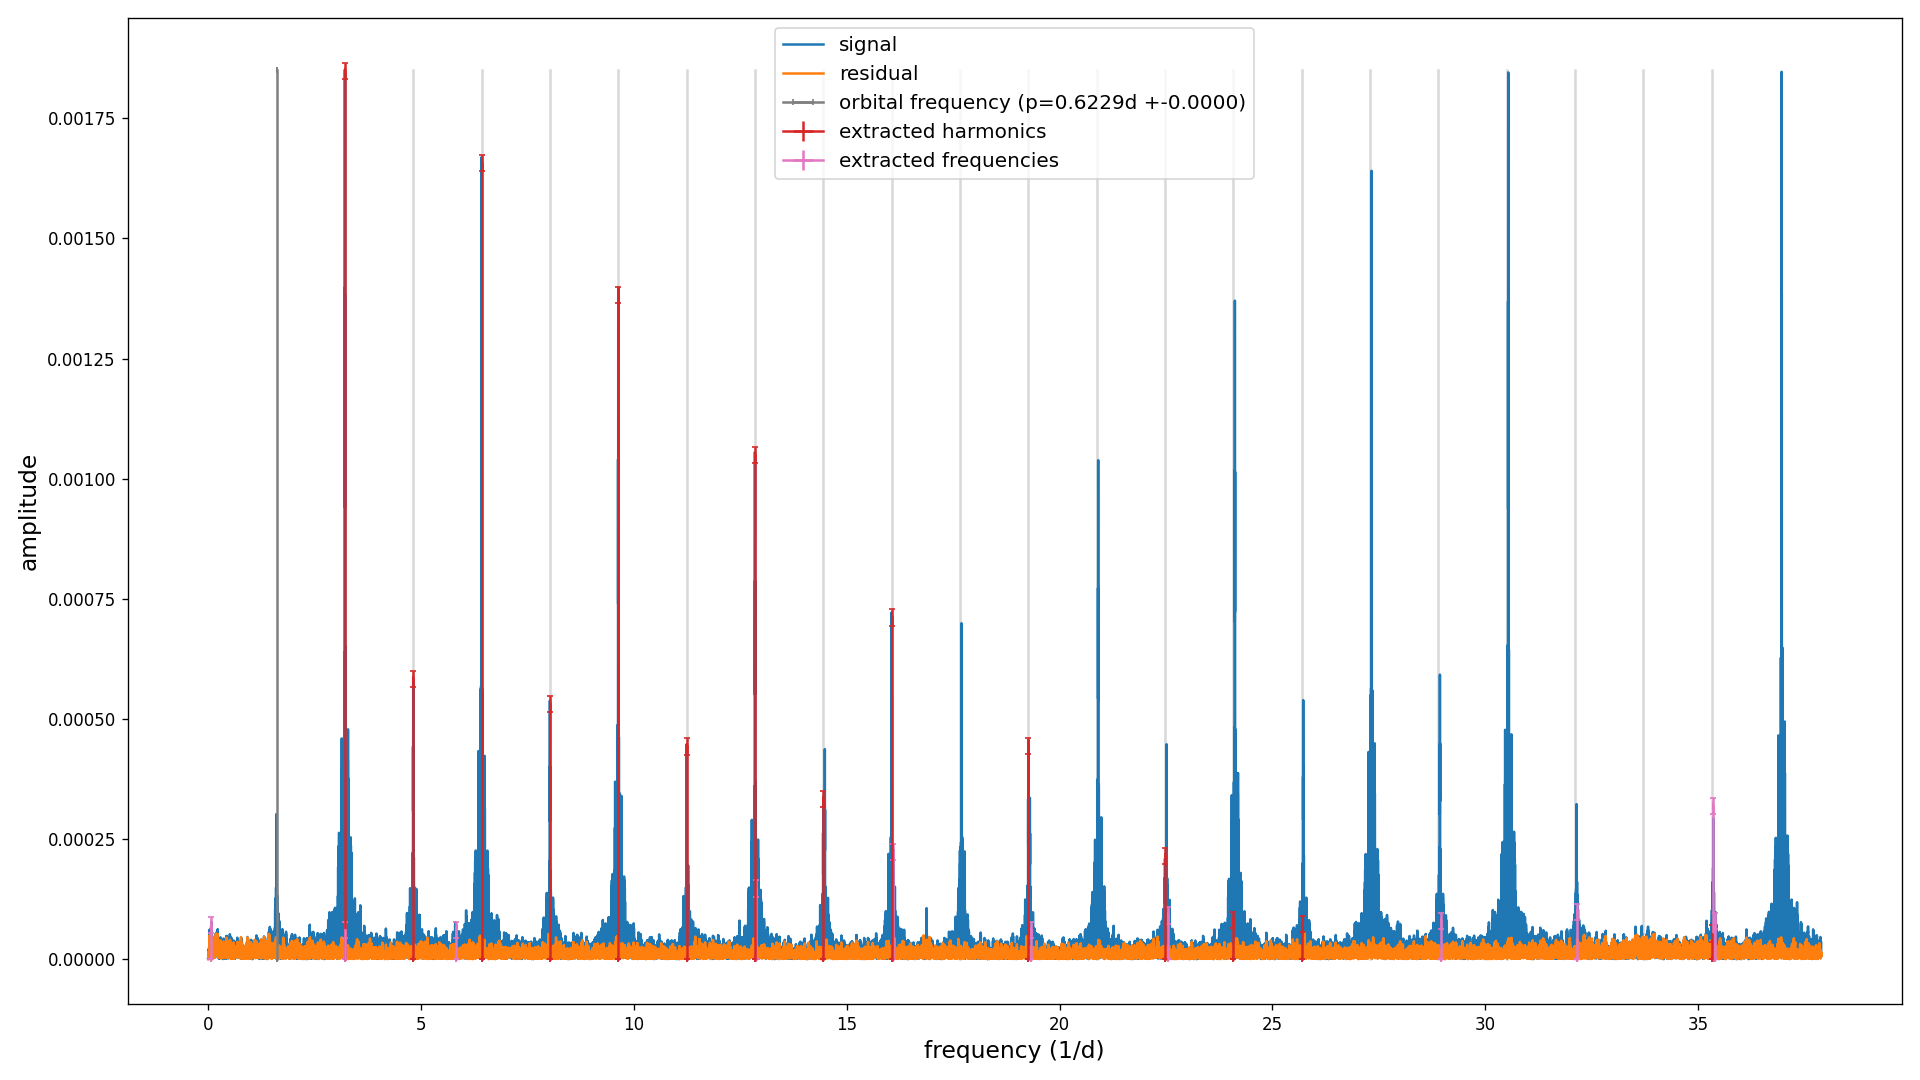 signal
residual
orbital frequency (p=0.6229d +-0.0000)
extracted harmonics
extracted frequencies
0.00175
0.00150
0.00125
0.00100
0.00075
0.00050
0.00025
0.00000
amplitude
0 5 10 15 20 25 30 35
frequency (1/d)